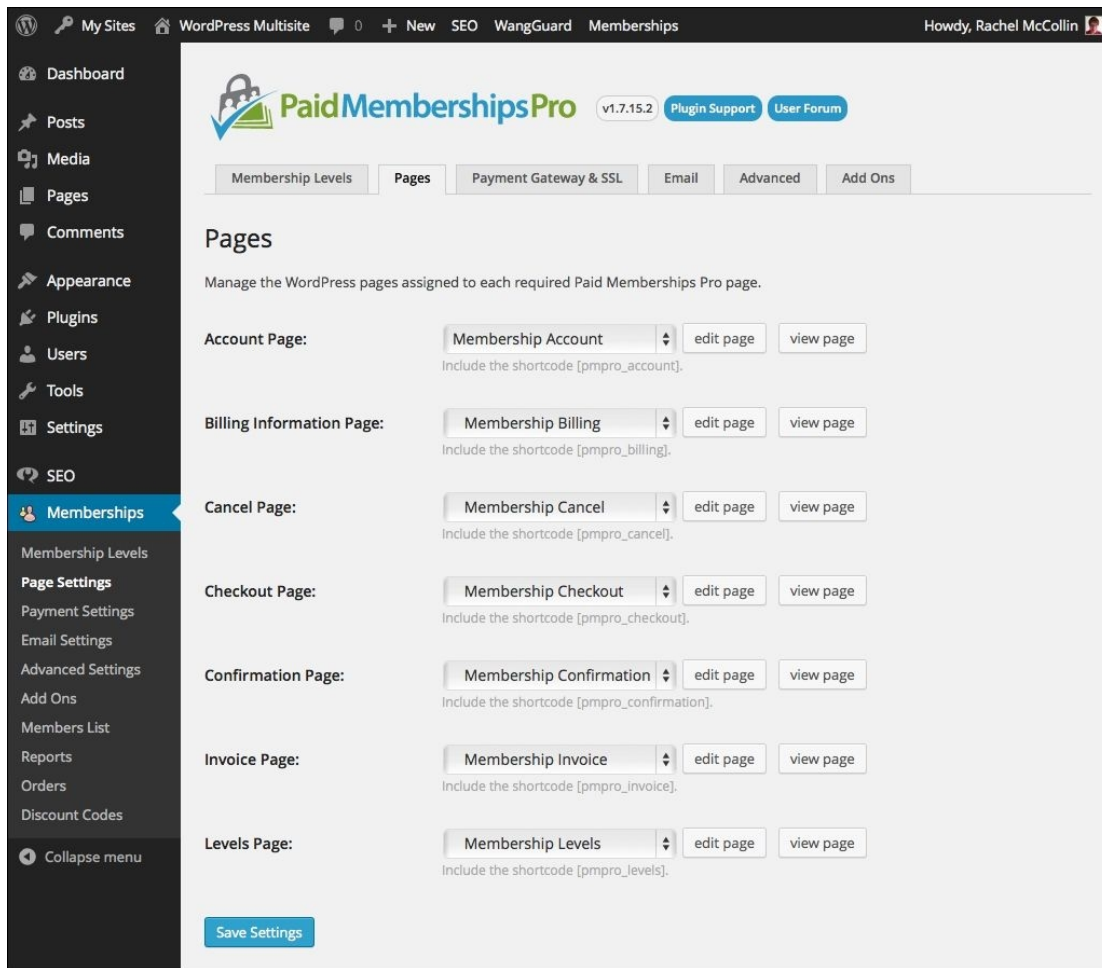 My Sites WordPress Multisite 0 New SEO WangGuard Memberships Howdy, Rachel McCollin
Dashboard
Posts
Media
Pages
Comments
Appearance
Plugins
Users
Tools
Settings
SEO
Memberships
Membership Levels
Page Settings
Payment Settings
Email Settings
Advanced Settings
Add Ons
Members List
Reports
Orders
Discount Codes
Collapse menu
PaidMembershipsPro v1.7.15.2 Plugin Support User Forum
Membership Levels Pages Payment Gateway & SSL Email Advanced Add Ons
Pages
Manage the WordPress pages assigned to each required Paid Memberships Pro page.
Account Page: Membership Account edit page view page
Include the shortcode [pmpro_account].
Billing Information Page: Membership Billing edit page view page
Include the shortcode [pmpro_billing].
Cancel Page: Membership Cancel edit page view page
Include the shortcode [pmpro_cancel].
Checkout Page: Membership Checkout edit page view page
Include the shortcode [pmpro_checkout].
Confirmation Page: Membership Confirmation edit page view page
Include the shortcode [pmpro_confirmation].
Invoice Page: Membership Invoice edit page view page
Include the shortcode [pmpro_invoice].
Levels Page: Membership Levels edit page view page
Include the shortcode [pmpro_levels].
Save Settings